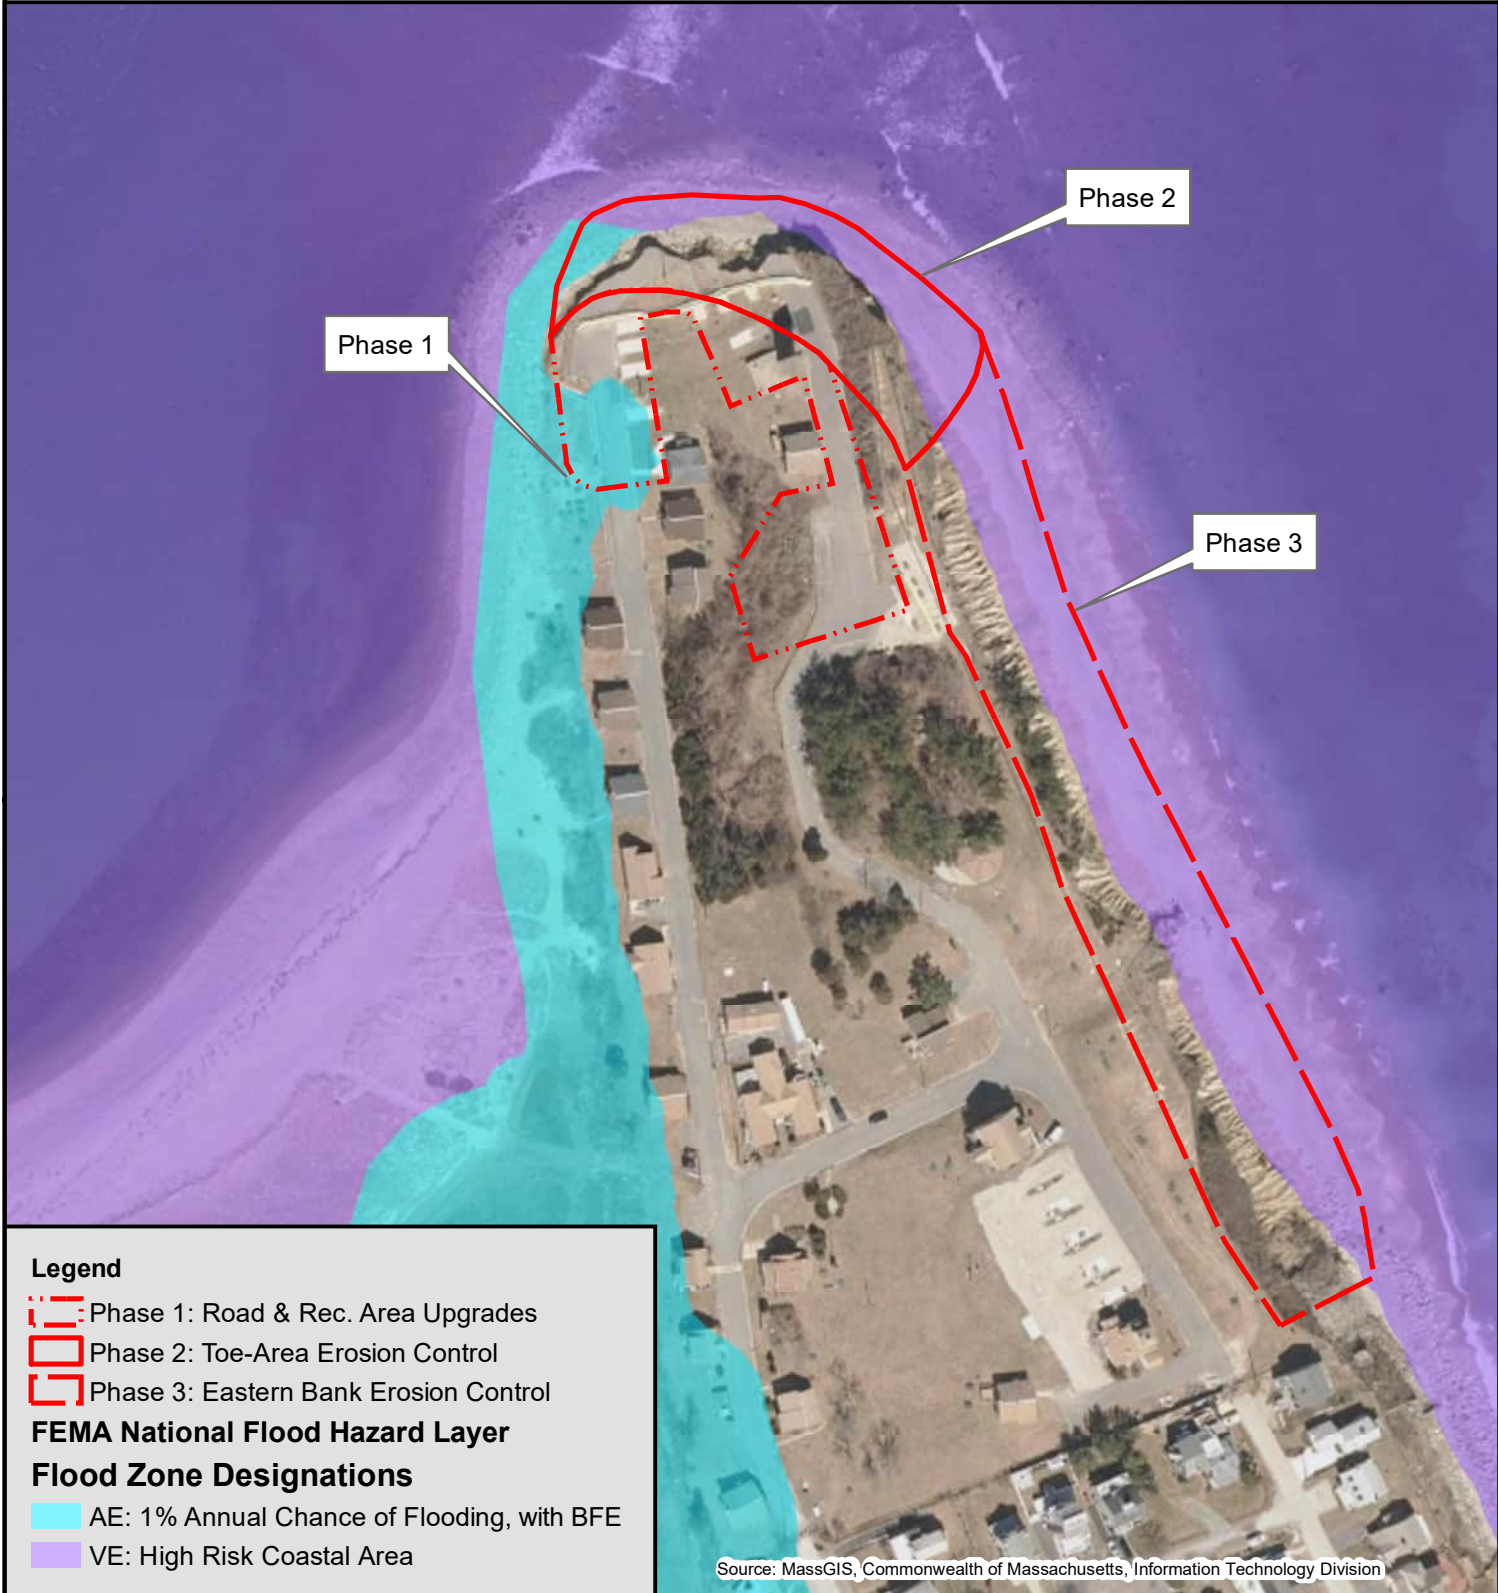 Phase 2
Phase 1
Phase 3
Legend
Phase 1: Road & Rec. Area Upgrades
Phase 2: Toe-Area Erosion Control
Phase 3: Eastern Bank Erosion Control
FEMA National Flood Hazard Layer
Flood Zone Designations
AE: 1% Annual Chance of Flooding, with BFE
VE: High Risk Coastal Area
Source: MassGIS, Commonwealth of Massachusetts, Information Technology Division